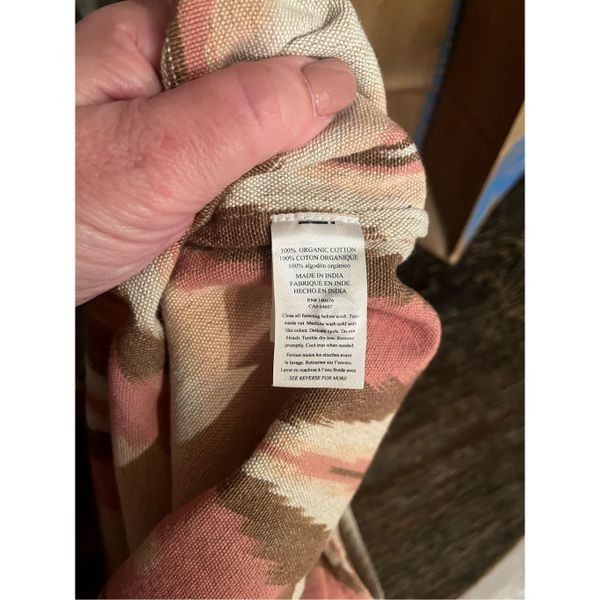 100% ORGANIC COTTON
100% COTON ORGANIQUE
100% algodón orgánico
MADE IN INDIA
FABRIQUÉ EN INDE
HECHO EN INDIA
RN# 140476
CA# 64607
Close all fastening before wash. Turn
inside out. Machine wash cold with
like colors. Delicate cycle. Do not
bleach. Tumble dry low. Remove
promptly. Cool iron when needed
Fermer toutes les attaches avant
le lavage. Retourner sur l'envers.
Laver en machine à l'eau froide avec
SEE REVERSE FOR MORE